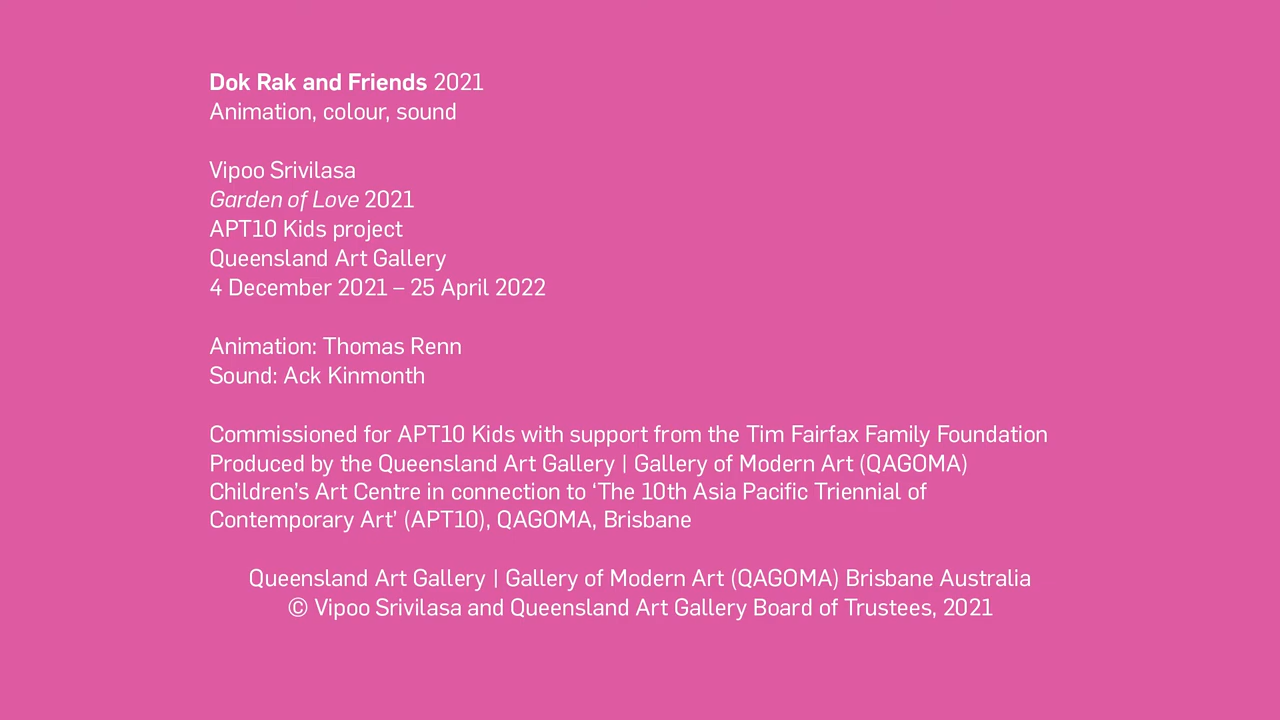 Dok Rak and Friends 2021
Animation, colour, sound
Vipoo Srivilasa
Garden of Love 2021
APT10 Kids project
Queensland Art Gallery
4 December 2021 – 25 April 2022
Animation: Thomas Renn
Sound: Ack Kinmonth
Commissioned for APT10 Kids with support from the Tim Fairfax Family Foundation
Produced by the Queensland Art Gallery | Gallery of Modern Art (QAGOMA)
Children’s Art Centre in connection to ‘The 10th Asia Pacific Triennial of
Contemporary Art’ (APT10), QAGOMA, Brisbane
Queensland Art Gallery | Gallery of Modern Art (QAGOMA) Brisbane Australia
© Vipoo Srivilasa and Queensland Art Gallery Board of Trustees, 2021